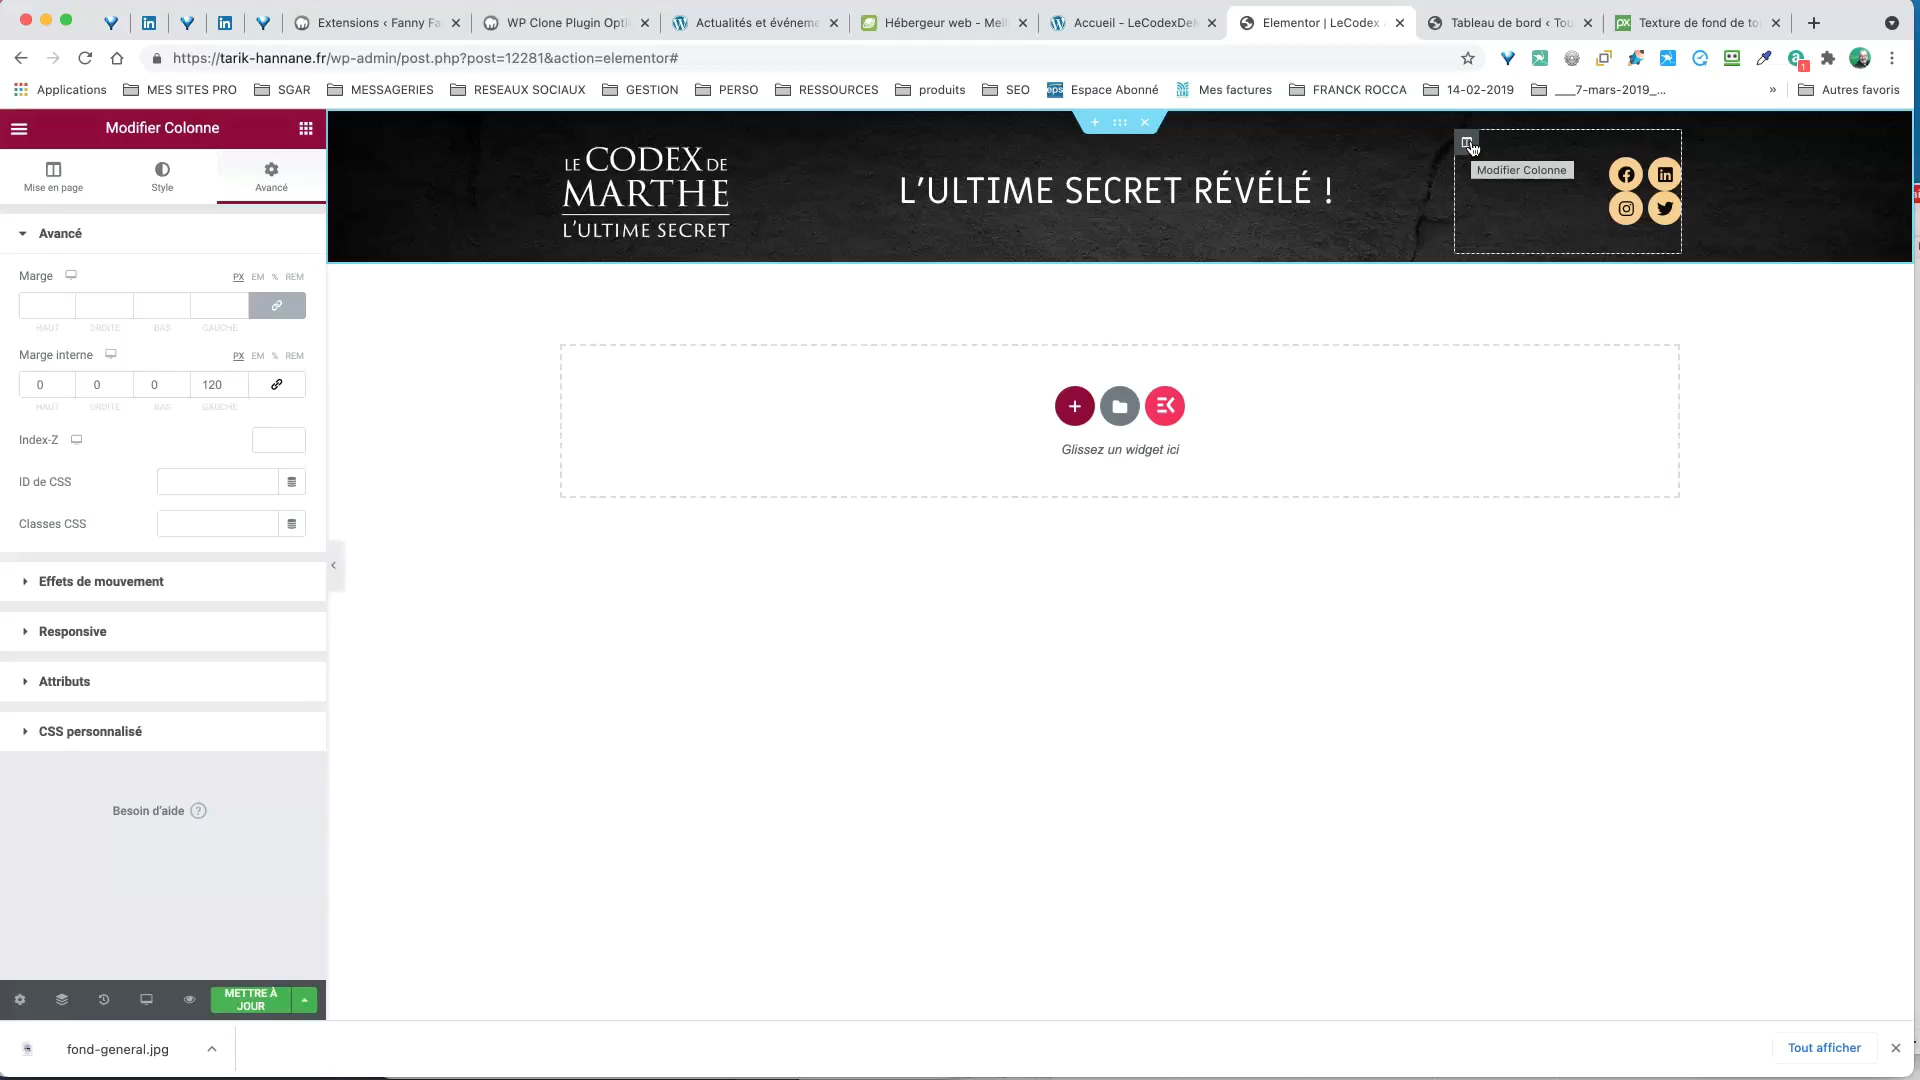 Extensions ‹ Fanny Fa
WP Clone Plugin Opti
Actualités et événeme
Hébergeur web - Mei
Accueil - LeCodexDeM
Elementor | LeCodex
Tableau de bord ‹ Tou
Texture de fond de to
https://tarik-hannane.fr/wp-admin/post.php?post=12281&action=elementor#
1
Applications
MES SITES PRO
SGAR
MESSAGERIES
RESEAUX SOCIAUX
GESTION
PERSO
RESSOURCES
produits
SEO
eps
Espace Abonné
Mes factures
FRANCK ROCCA
14-02-2019
___7-mars-2019_...
»
Autres favoris
Modifier Colonne
Mise en page
Style
Avancé
Avancé
Marge
PX EM % REM
HAUT DROITE BAS GAUCHE
Marge interne
PX EM % REM
0 0 0 120
HAUT DROITE BAS GAUCHE
Index-Z
ID de CSS
Classes CSS
Effets de mouvement
Responsive
Attributs
CSS personnalisé
Besoin d'aide ?
METTRE À
JOUR
LE CODEX DE
MARTHE
L'ULTIME SECRET
L'ULTIME SECRET RÉVÉLÉ !
Modifier Colonne
Glissez un widget ici
fond-general.jpg
Tout afficher